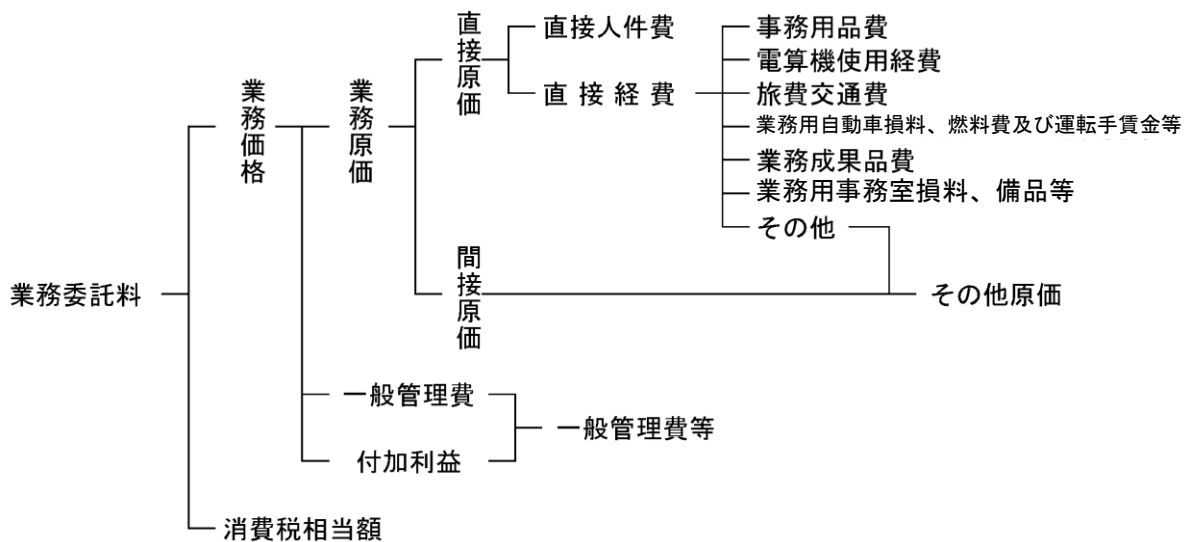 業務委託料
業務価格
消費税相当額
業務原価
一般管理費
付加利益
一般管理費等
直接原価
間接原価
その他原価
直接人件費
直接経費
事務用品費
電算機使用経費
旅費交通費
業務用自動車損料、燃料費及び運転手賃金等
業務成果品費
業務用事務室損料、備品等
その他